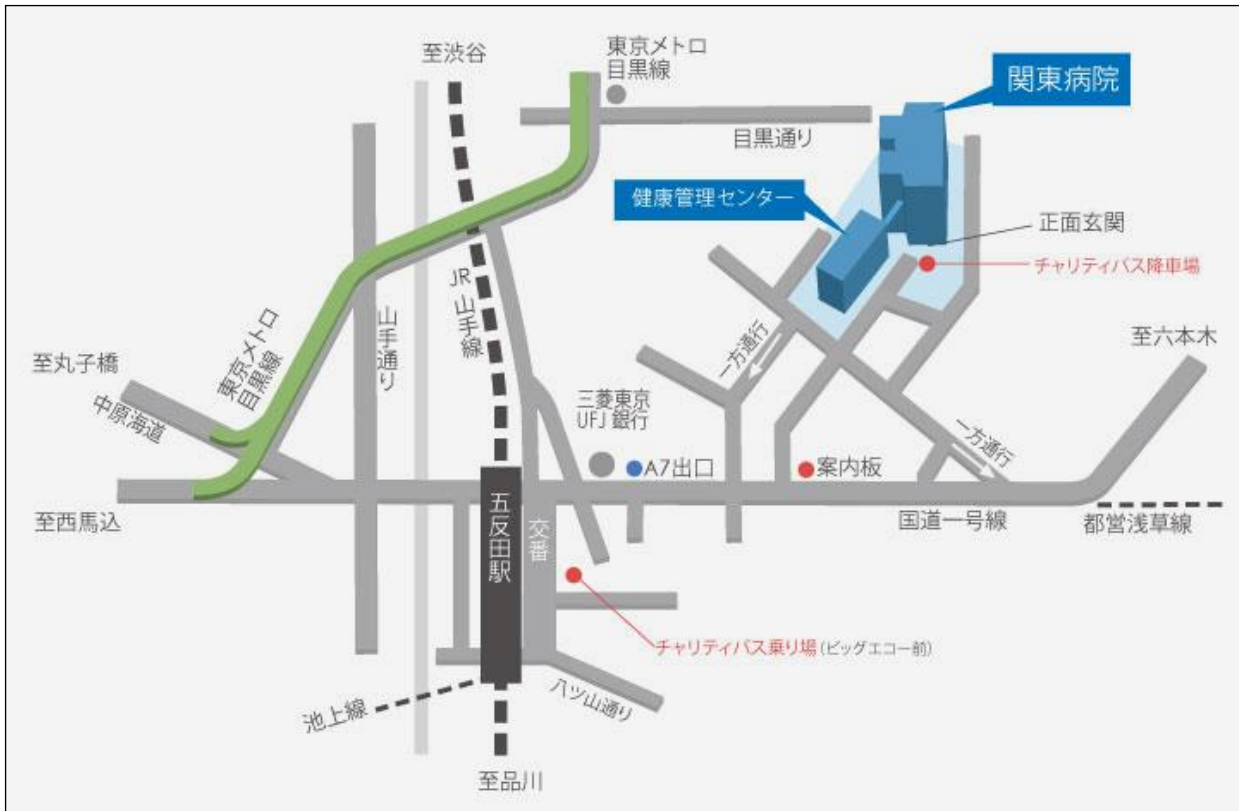 至渋谷
東京メトロ
目黒線
関東病院
目黒通り
健康管理センター
正面玄関
チャリティバス降車場
JR 山手線
山手通り
一方通行
至六本木
至丸子橋
東京メトロ
目黒線
中原海道
三菱東京
UFJ 銀行
A7出口
案内板
一方通行
至西馬込
五反田駅
交番
国道一号線
都営浅草線
チャリティバス乗り場(ビッグエコー前)
八ツ山通り
池上線
至品川